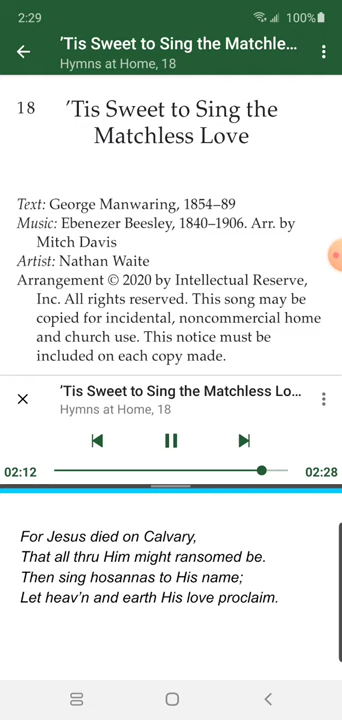 2:29
100%
’Tis Sweet to Sing the Matchle...
Hymns at Home, 18
18
’Tis Sweet to Sing the
Matchless Love
Text: George Manwaring, 1854–89
Music: Ebenezer Beesley, 1840–1906. Arr. by
Mitch Davis
Artist: Nathan Waite
Arrangement © 2020 by Intellectual Reserve,
Inc. All rights reserved. This song may be
copied for incidental, noncommercial home
and church use. This notice must be
included on each copy made.
’Tis Sweet to Sing the Matchless Lo...
Hymns at Home, 18
02:12
02:28
For Jesus died on Calvary,
That all thru Him might ransomed be.
Then sing hosannas to His name;
Let heav’n and earth His love proclaim.